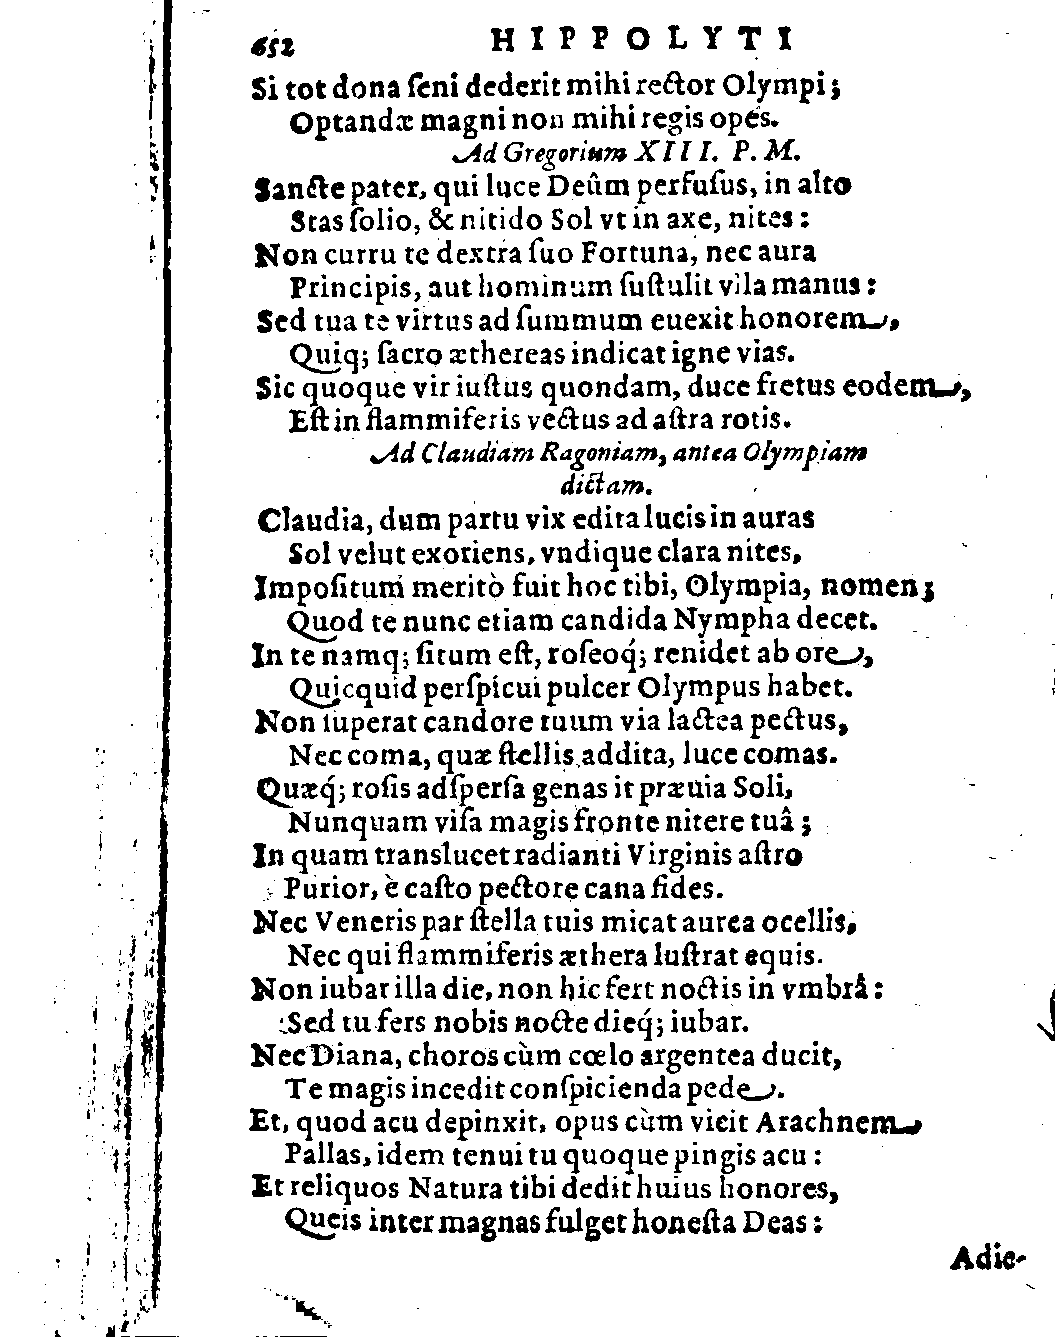 652 HIPPOLYTI
Si tot dona ſeni dederit mihi rector Olympi;
Optandæ magni non mihi regis opes.
Ad Gregorium XIII. P. M.
Sancte pater, qui luce Deûm perfuſus, in alto
Stas ſolio, & nitido Sol vt in axe, nites:
Non curru te dextra ſuo Fortuna, nec aura
Principis, aut hominum ſuſtulit vlla manus:
Sed tua te virtus ad ſummum euexit honorem,
Quiq; ſacro æthereas indicat igne vias.
Sic quoque vir iuſtus quondam, duce fretus eodem,
Eſt in flammiferis vectus ad aſtra rotis.
Ad Claudiam Ragoniam, antea Olympiam
dictam.
Claudia, dum partu vix edita lucis in auras
Sol velut exoriens, vndique clara nites,
Impoſitum meritò fuit hoc tibi, Olympia, nomen;
Quod te nunc etiam candida Nympha decet.
In te namq; ſitum eſt, roſeoq́; renidet ab ore,
Quicquid perſpicui pulcer Olympus habet.
Non ſuperat candore tuum via lactea pectus,
Nec coma, quæ ſtellis addita, luce comas.
Quæq́; roſis adſperſa genas it præuia Soli,
Nunquam viſa magis fronte nitere tuâ;
In quam translucet radianti Virginis aſtro
Purior, è caſto pectore cana fides.
Nec Veneris par ſtella tuis micat aurea ocellis,
Nec qui flammiferis æthera luſtrat equis.
Non iubar illa die, non hic fert noctis in vmbrâ:
Sed tu fers nobis nocte dieq́; iubar.
Nec Diana, choros cùm cœlo argentea ducit,
Te magis incedit conſpicienda pede.
Et, quod acu depinxit, opus cùm vicit Arachnem
Pallas, idem tenui tu quoque pingis acu:
Et reliquos Natura tibi dedit huius honores,
Queis inter magnas fulget honeſta Deas:
Adie-